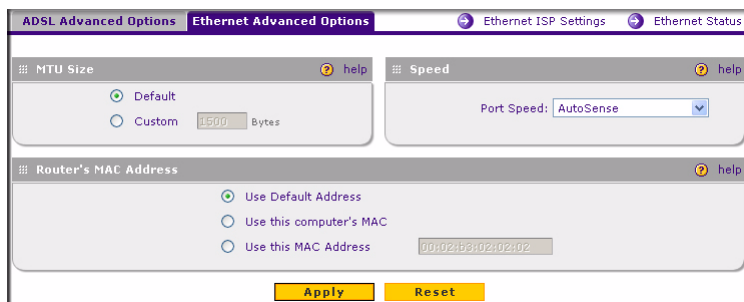 ADSL Advanced Options Ethernet Advanced Options Ethernet ISP Settings Ethernet Status
MTU Size ? help
Default
Custom 1500 Bytes
Speed ? help
Port Speed: AutoSense
Router's MAC Address ? help
Use Default Address
Use this computer's MAC
Use this MAC Address 00:02:b3:02:02:02
Apply Reset